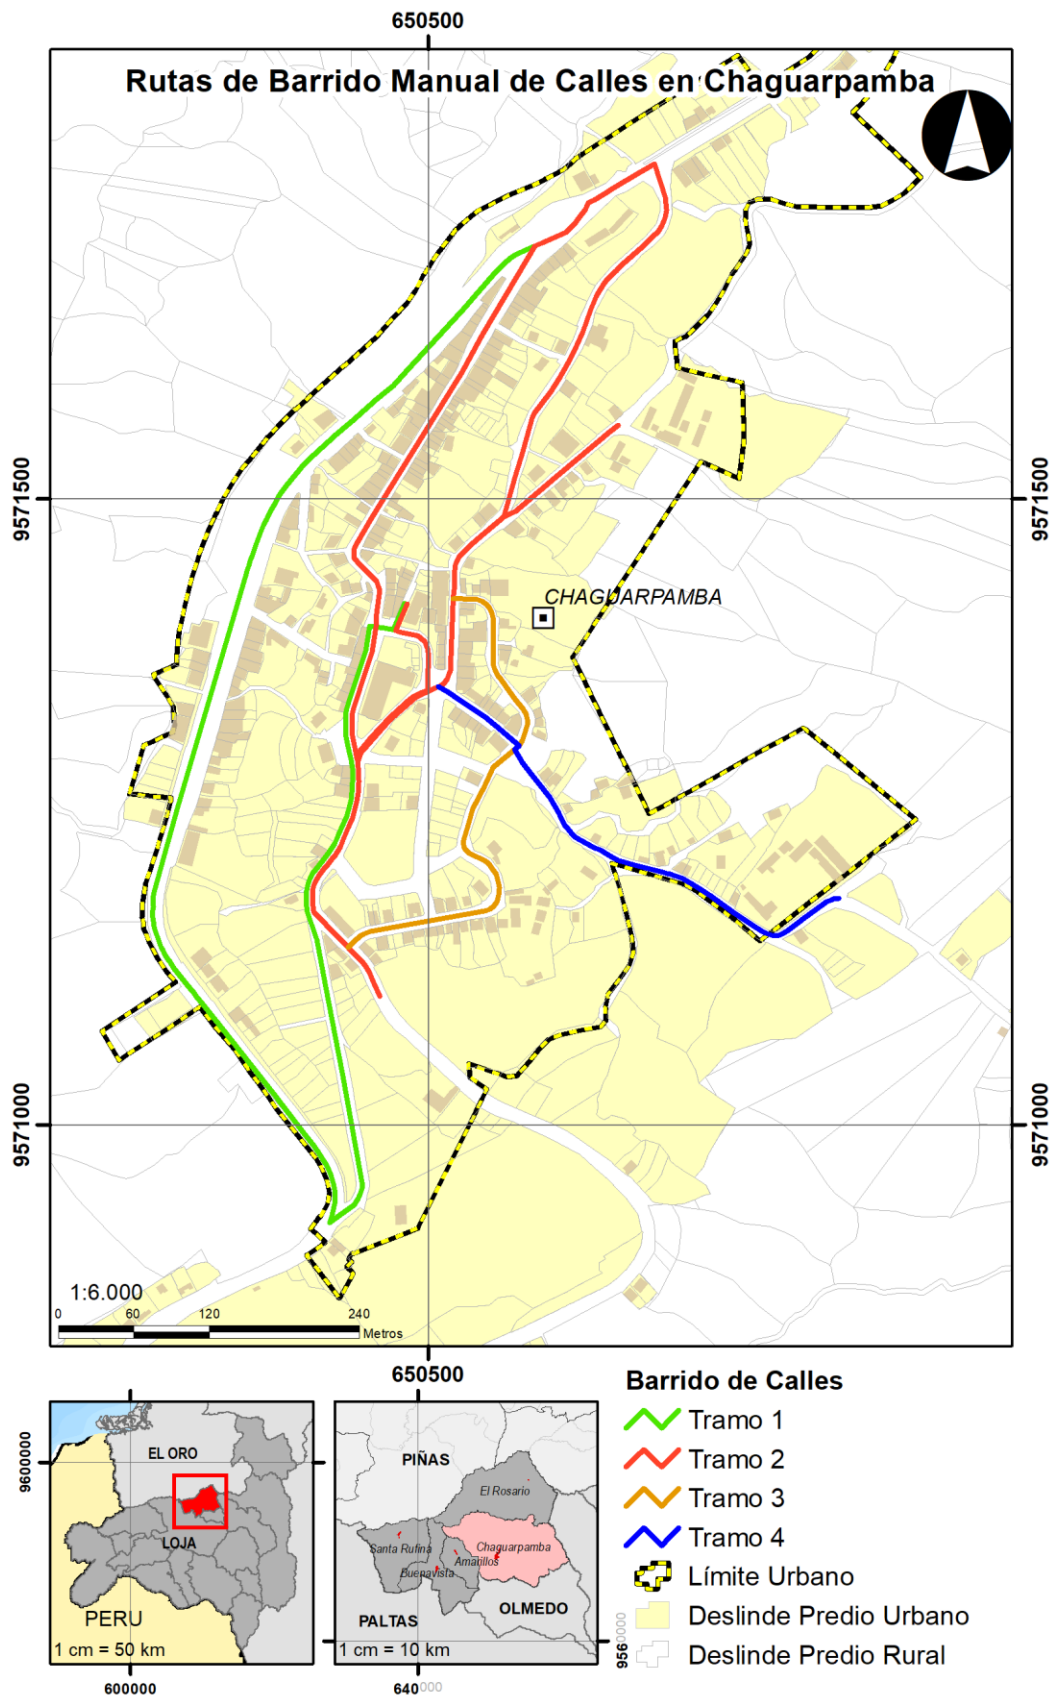 650500
Rutas de Barrido Manual de Calles en Chaguarpamba
9571500
9571500
CHAGUARPAMBA
9571000
9571000
1:6.000
0 60 120 240
Metros
650500
Barrido de Calles
Tramo 1
Tramo 2
Tramo 3
Tramo 4
Límite Urbano
Deslinde Predio Urbano
Deslinde Predio Rural
9600000
EL ORO
LOJA
PERU
1 cm = 50 km
600000
PIÑAS
El Rosario
Santa Rufina
Chaguarpamba
Amarillos
Buenavista
PALTAS
OLMEDO
1 cm = 10 km
9560000
640000